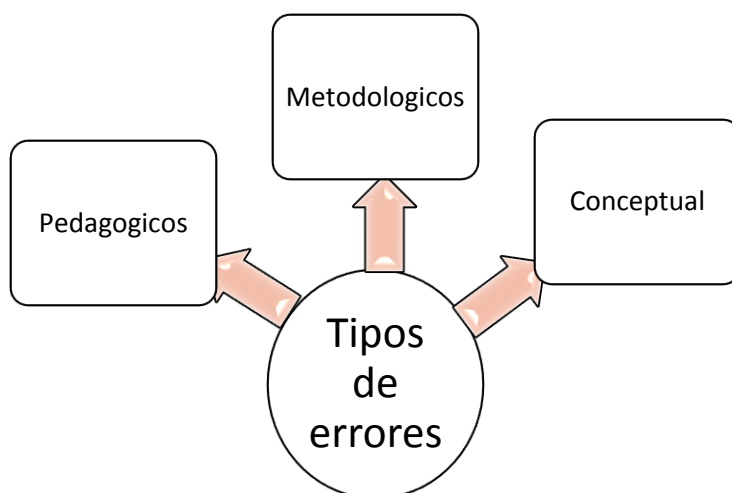 Metodologicos
Pedagogicos
Conceptual
Tipos
de
errores